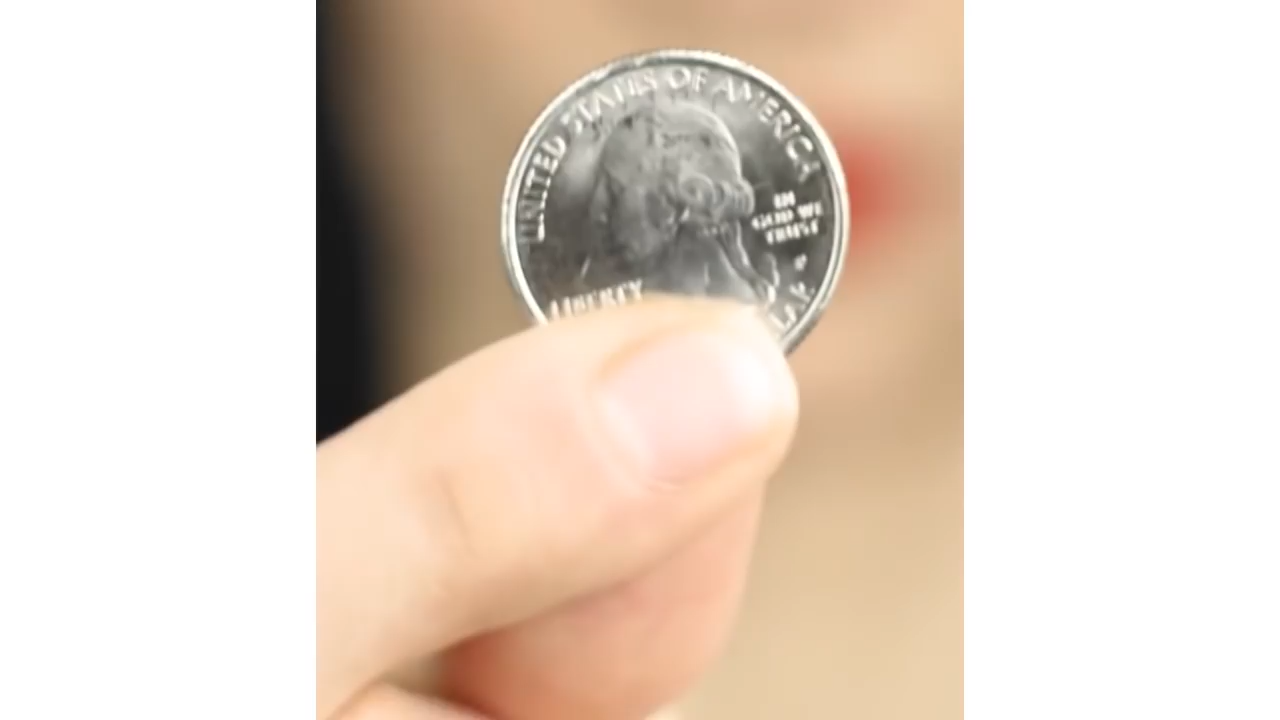 UNITED STATES OF AMERICA
IN
GOD WE
TRUST
LIBERTY